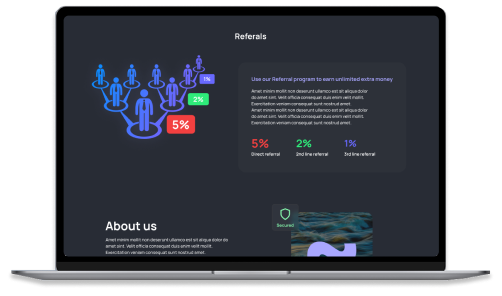 Referrals
1%
2%
5%
Use our Referral program to earn unlimited extra money
Amet minim mollit non deserunt ullamco est sit aliqua dolor
do amet sint. Velit officia consequat duis enim velit mollit.
Exercitation veniam consequat sunt nostrud amet.
Amet minim mollit non deserunt ullamco est sit aliqua dolor
do amet sint. Velit officia consequat duis enim velit mollit.
Exercitation veniam consequat sunt nostrud amet.
5% 2% 1%
Direct referral 2nd line referral 3rd line referral
Secured
About us
Amet minim mollit non deserunt ullamco est sit aliqua dolor do
amet sint. Velit officia consequat duis enim velit mollit.
Exercitation veniam consequat sunt nostrud amet.